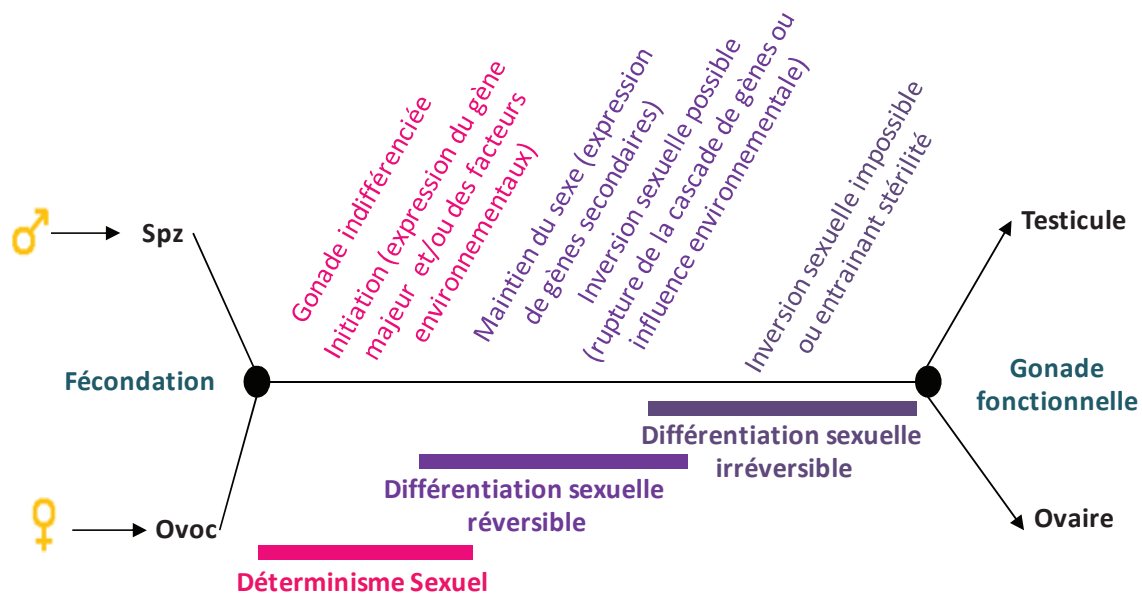 Gonade indifférenciée
Initiation (expression du gène
majeur et/ou des facteurs
environnementaux)
Maintien du sexe (expression
de gènes secondaires)
Inversion sexuelle possible
(rupture de la cascade de gènes ou
influence environnementale)
Inversion sexuelle impossible
ou entrainant stérilité
Spz
Testicule
Fécondation
Gonade
fonctionnelle
Différentiation sexuelle
irréversible
Différentiation sexuelle
réversible
Ovoc
Ovaire
Déterminisme Sexuel